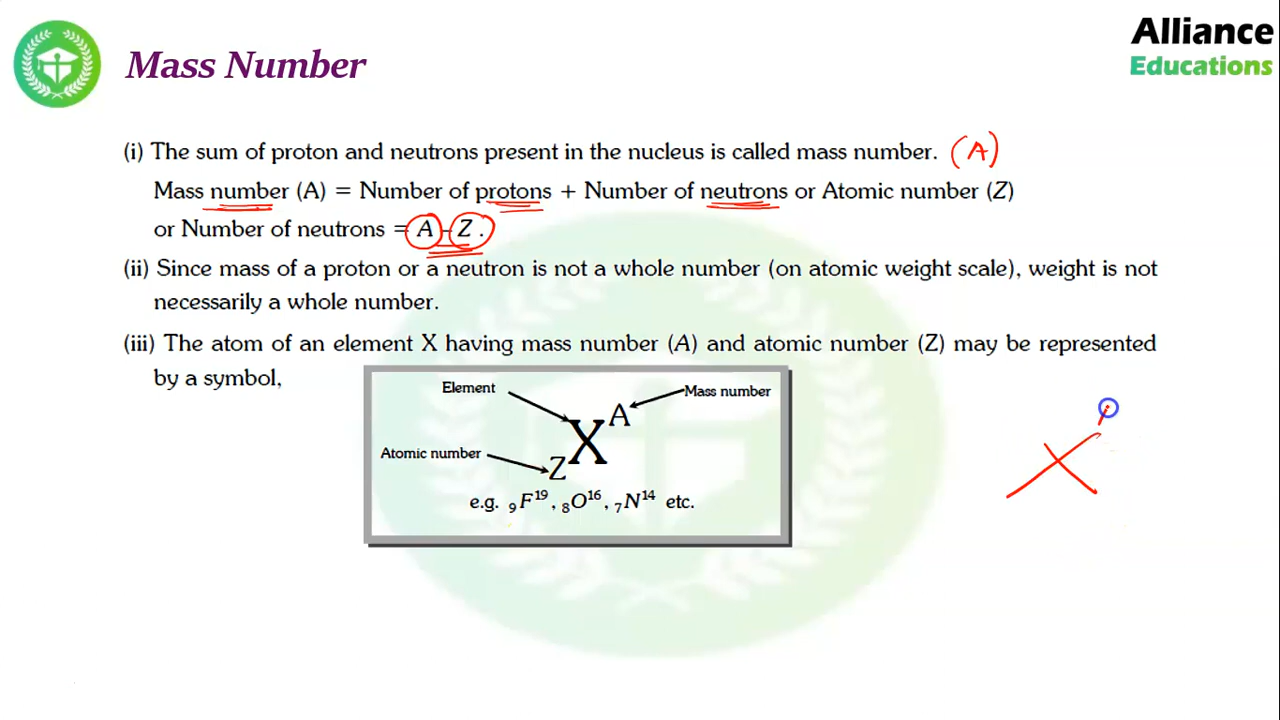 Alliance
Educations
Mass Number
(i) The sum of proton and neutrons present in the nucleus is called mass number. (A)
Mass number (A) = Number of protons + Number of neutrons or Atomic number (Z)
or Number of neutrons = A – Z .
(ii) Since mass of a proton or a neutron is not a whole number (on atomic weight scale), weight is not
necessarily a whole number.
(iii) The atom of an element X having mass number (A) and atomic number (Z) may be represented
by a symbol,
Element
Mass number
X^A
Atomic number
Z
e.g. ₉F¹⁹, ₈O¹⁶, ₇N¹⁴ etc.
X